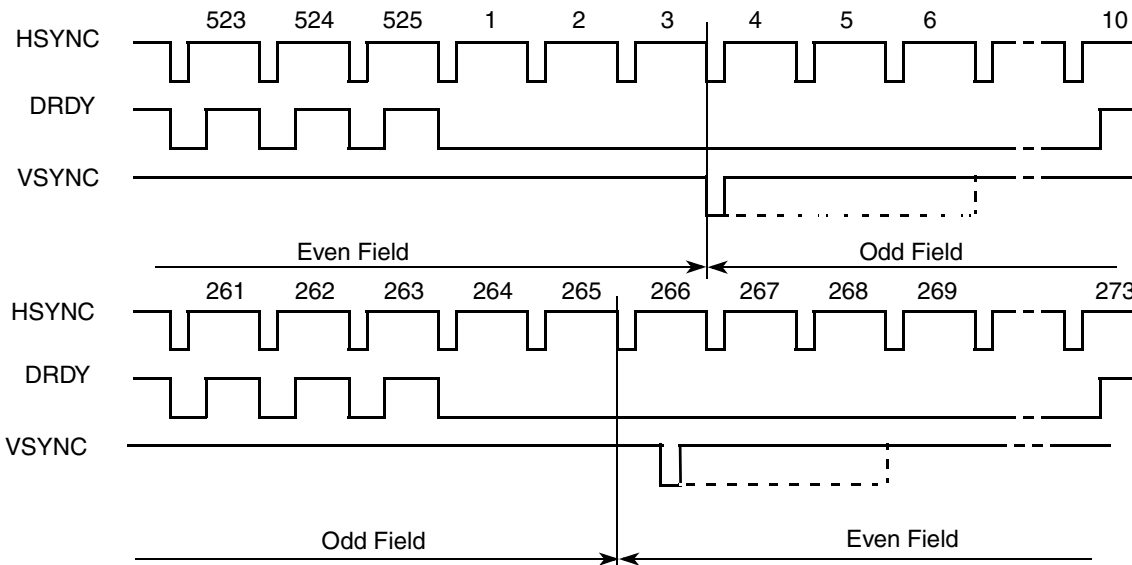 523 524 525 1 2 3 4 5 6 10
HSYNC
DRDY
VSYNC
Even Field Odd Field
261 262 263 264 265 266 267 268 269 273
HSYNC
DRDY
VSYNC
Odd Field Even Field